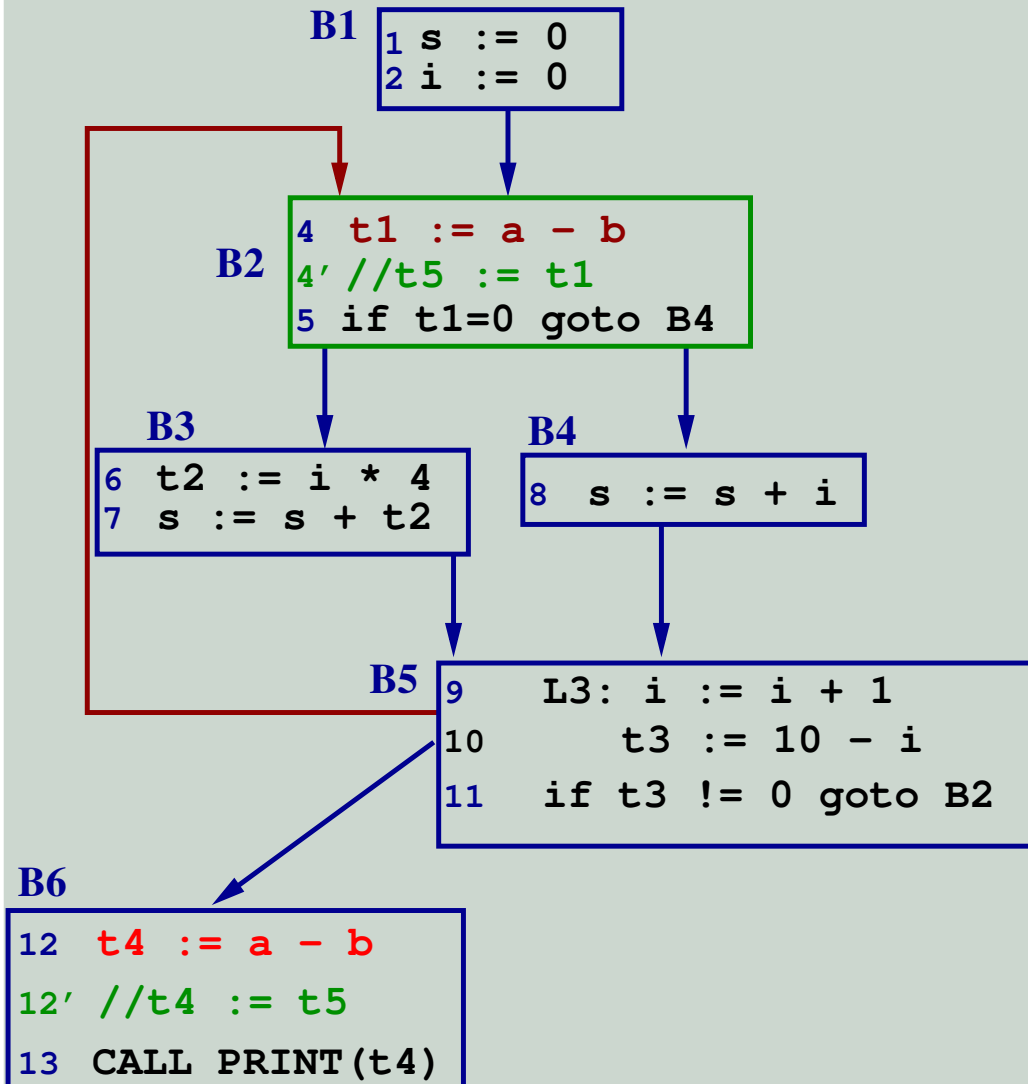 B1
1 s := 0
2 i := 0
B2
4 t1 := a - b
4' //t5 := t1
5 if t1=0 goto B4
B3
6 t2 := i * 4
7 s := s + t2
B4
8 s := s + i
B5
9 L3: i := i + 1
10 t3 := 10 - i
11 if t3 != 0 goto B2
B6
12 t4 := a - b
12' //t4 := t5
13 CALL PRINT(t4)